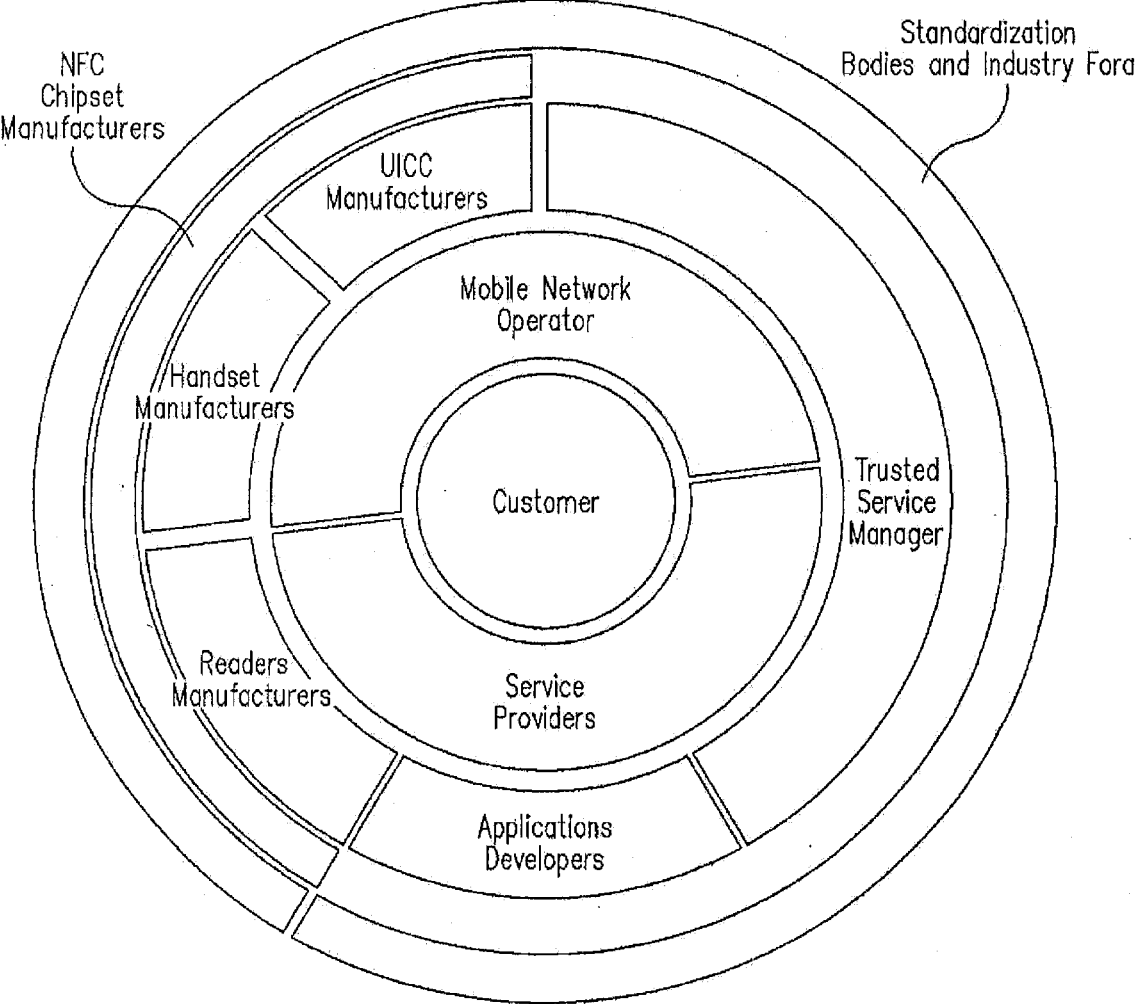 Standardization
Bodies and Industry Fora
NFC
Chipset
Manufacturers
UICC
Manufacturers
Mobile Network
Operator
Handset
Manufacturers
Customer
Trusted
Service
Manager
Readers
Manufacturers
Service
Providers
Applications
Developers